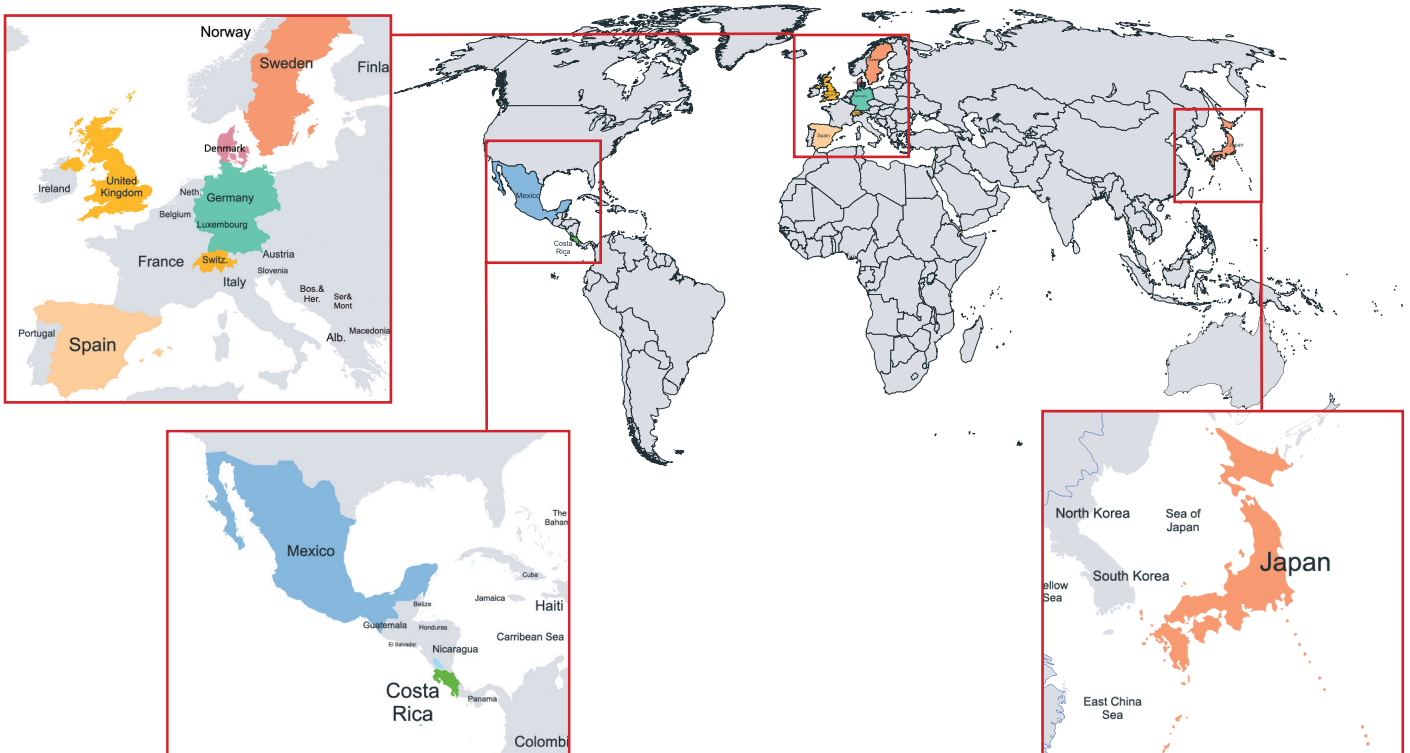 Norway
Sweden
Finla
Denmark
Ireland
United
Kingdom
Neth.
Germany
Belgium
Luxembourg
France
Switz.
Austria
Slovenia
Italy
Bos.&
Her.
Ser&
Mont
Portugal
Spain
Alb.
Macedonia
Spain
Mexico
Costa
Rica
Japan
Mexico
The
Baham
Cuba
Jamaica
Haiti
Belize
Guatemala
Honduras
El Salvador
Nicaragua
Carribean Sea
Costa
Rica
Panama
Colombi
North Korea
Sea of
Japan
South Korea
Japan
ellow
Sea
East China
Sea